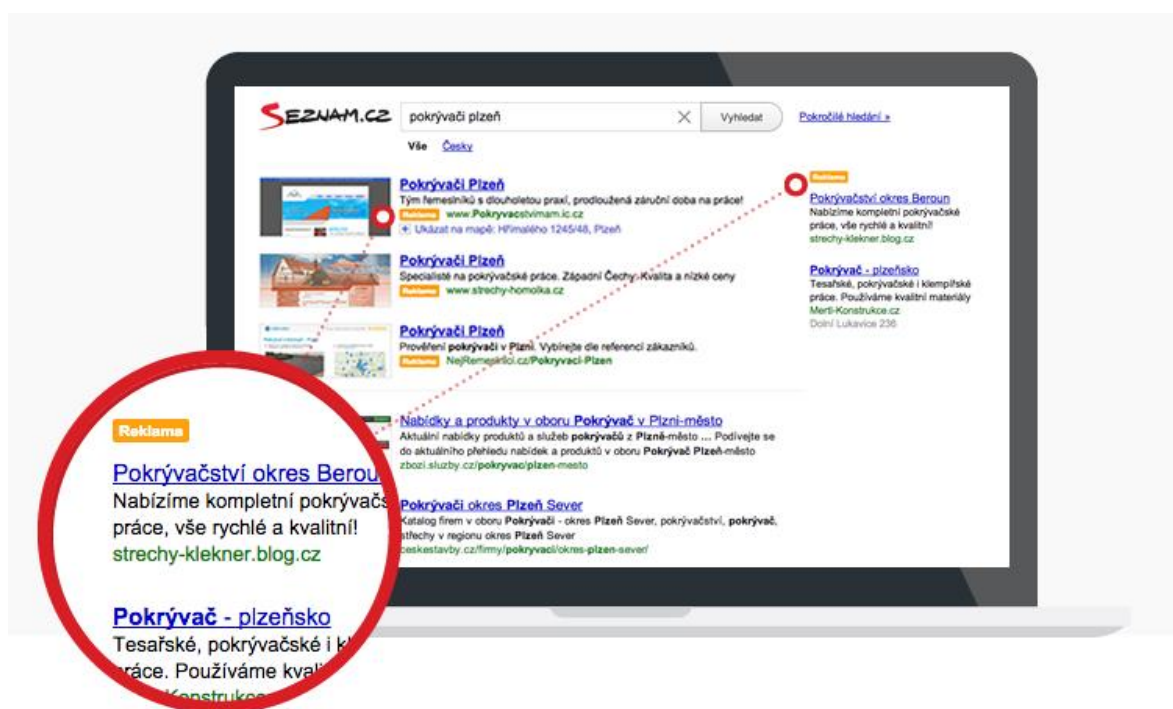 SEZNAM.CZ pokrývači plzeň Vyhledat Pokročilé hledání »
Vše Česky
Pokrývači Plzeň
Tým řemeslníků s dlouholetou praxí, prodloužená záruční doba na práce!
Reklama www.Pokryvacstvimam.ic.cz
Ukázat na mapě: Hřímalého 1245/48, Plzeň
Pokrývači Plzeň
Specialisté na pokrývačské práce. Západní Čechy. Kvalita a nízké ceny
Reklama www.strechy-homolka.cz
Pokrývači Plzeň
Prověření pokrývači v Plzni. Vybírejte dle referencí zákazníků.
Reklama NejRemeslnici.cz/Pokryvaci-Plzen
Nabídky a produkty v oboru Pokrývač v Plzni-město
Aktuální nabídky produktů a služeb pokrývačů z Plzně-město ... Podívejte se
do aktuálního přehledu nabídek a produktů v oboru Pokrývač Plzeň-město
zbozi.sluzby.cz/pokryvac/plzen-mesto
Pokrývači okres Plzeň Sever
Katalog firem v oboru Pokrývači - okres Plzeň Sever, pokrývačství, pokrývač,
střechy v regionu okres Plzeň Sever
ceskestavby.cz/firmy/pokryvaci/okres-plzen-sever/
Reklama
Pokrývačství okres Beroun
Nabízíme kompletní pokrývačské
práce, vše rychlé a kvalitní!
strechy-klekner.blog.cz
Pokrývač - plzeňsko
Tesařské, pokrývačské i klempířské
práce. Používáme kvalitní materiály
Mertl-Konstrukce.cz
Dolní Lukavice 236
Reklama
Pokrývačství okres Berou
Nabízíme kompletní pokrývačs
práce, vše rychlé a kvalitní!
strechy-klekner.blog.cz
Pokrývač - plzeňsko
Tesařské, pokrývačské i k
práce. Používáme kval
Konstrukce